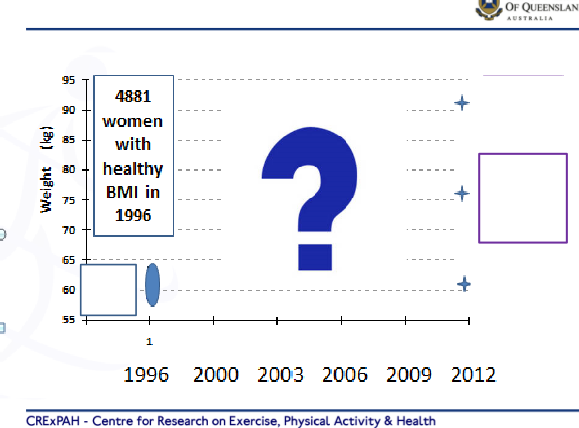 OF QUEENSLAN
AUSTRALIA
Weight (kg)
95
90
85
80
75
70
65
60
55
4881
women
with
healthy
BMI in
1996
?
1
1996 2000 2003 2006 2009 2012
CRExPAH - Centre for Research on Exercise, Physical Activity & Health